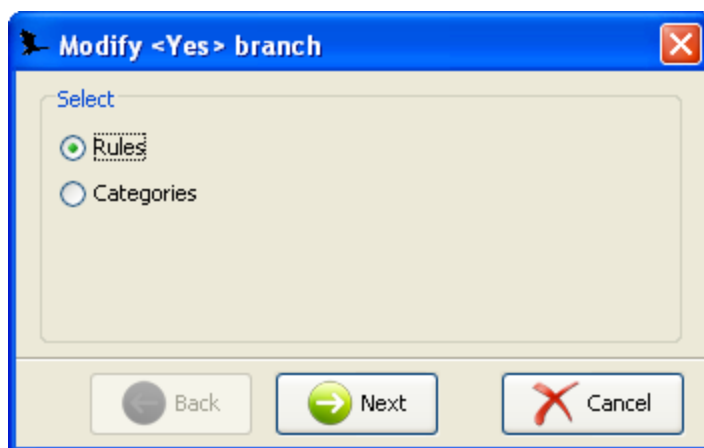 Modify <Yes> branch
Select
Rules
Categories
Back
Next
Cancel